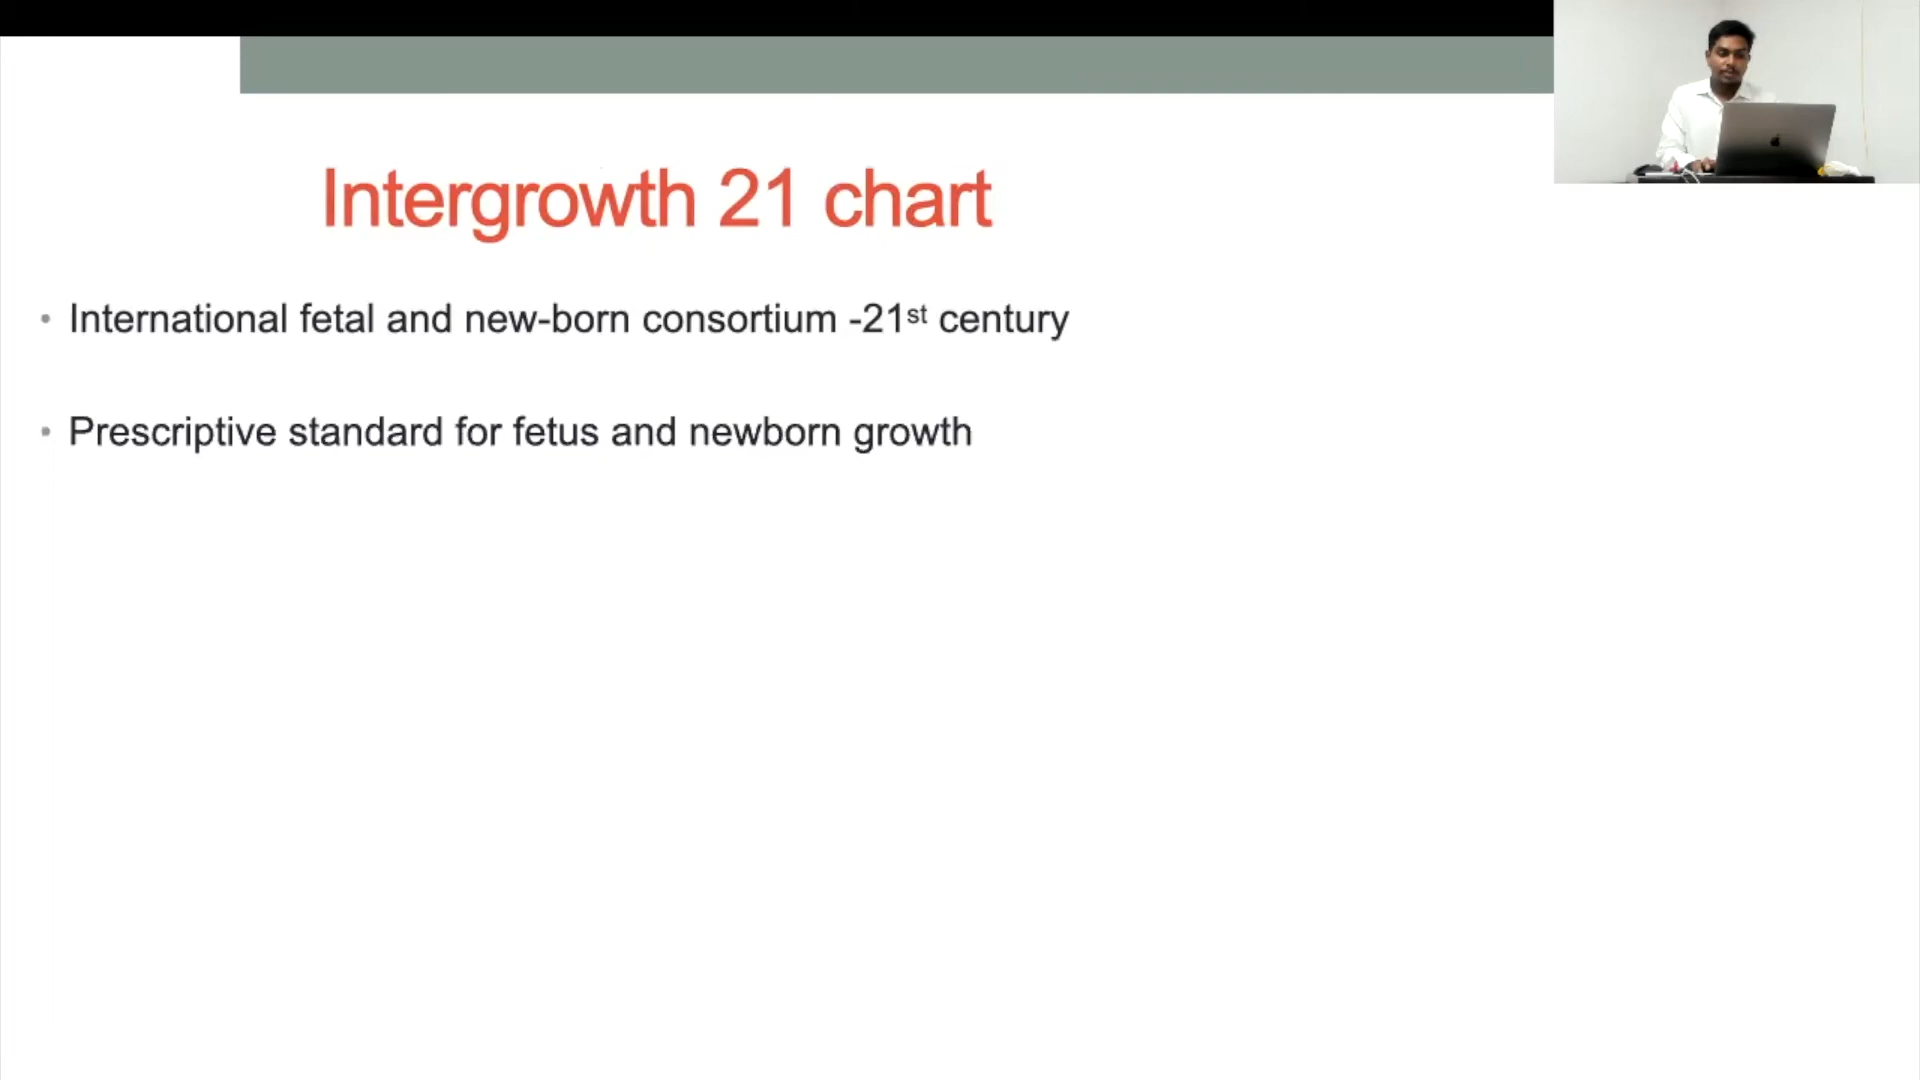 Intergrowth 21 chart
• International fetal and new-born consortium -21st century
• Prescriptive standard for fetus and newborn growth